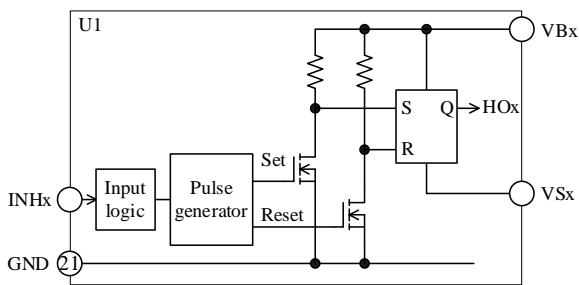 U1
VBx
S Q
HOx
R
Set
INHx
Input
logic
Pulse
generator
Reset
VSx
GND
21